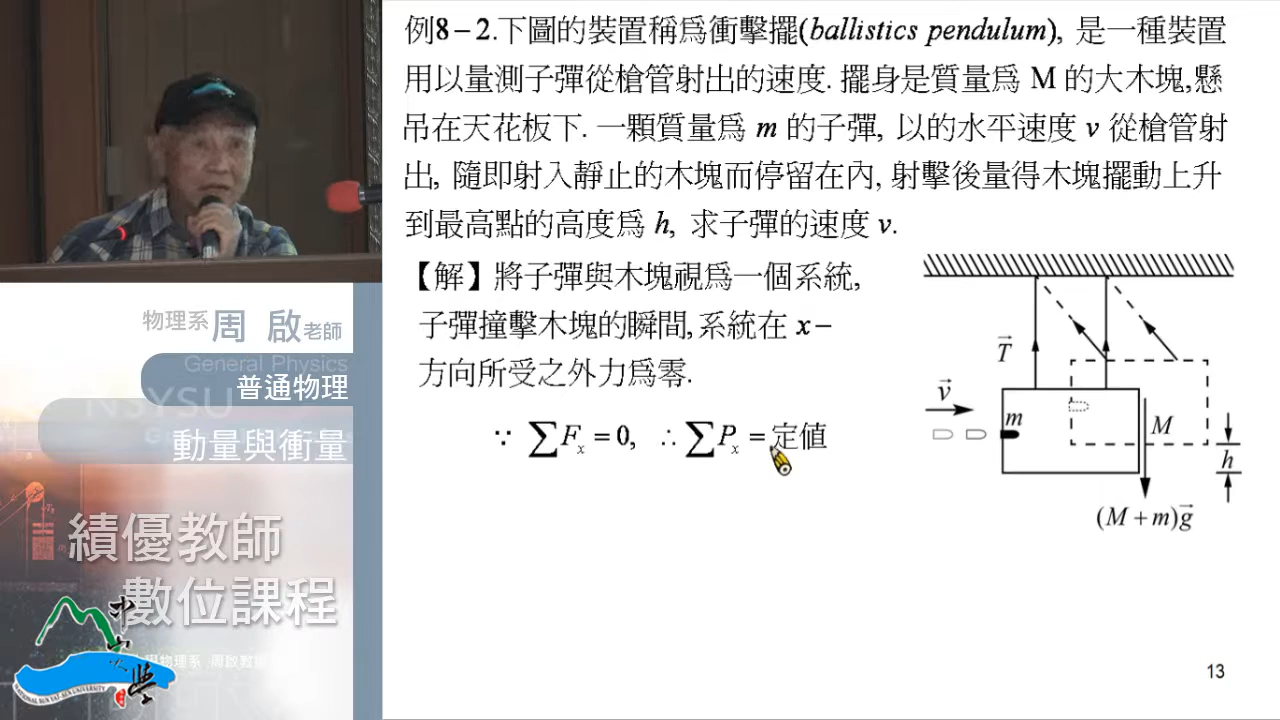 例8－2.下圖的裝置稱爲衝擊擺(ballistics pendulum), 是一種裝置
用以量測子彈從槍管射出的速度. 擺身是質量爲 M 的大木塊,懸
吊在天花板下. 一顆質量爲 m 的子彈, 以的水平速度 v 從槍管射
出, 隨即射入靜止的木塊而停留在內, 射擊後量得木塊擺動上升
到最高點的高度爲 h, 求子彈的速度 v.
【解】將子彈與木塊視爲一個系統,
子彈撞擊木塊的瞬間, 系統在 x－
方向所受之外力爲零.
∵ ∑Fx = 0, ∴ ∑Px = 定値
T⃗
v⃗
m
M
h
(M + m)g⃗
13
物理系 周 啟 老師
General Physics
普通物理
NSYSU
動量與衝量
績優教師
數位課程
NATIONAL SUN YAT-SEN UNIVERSITY